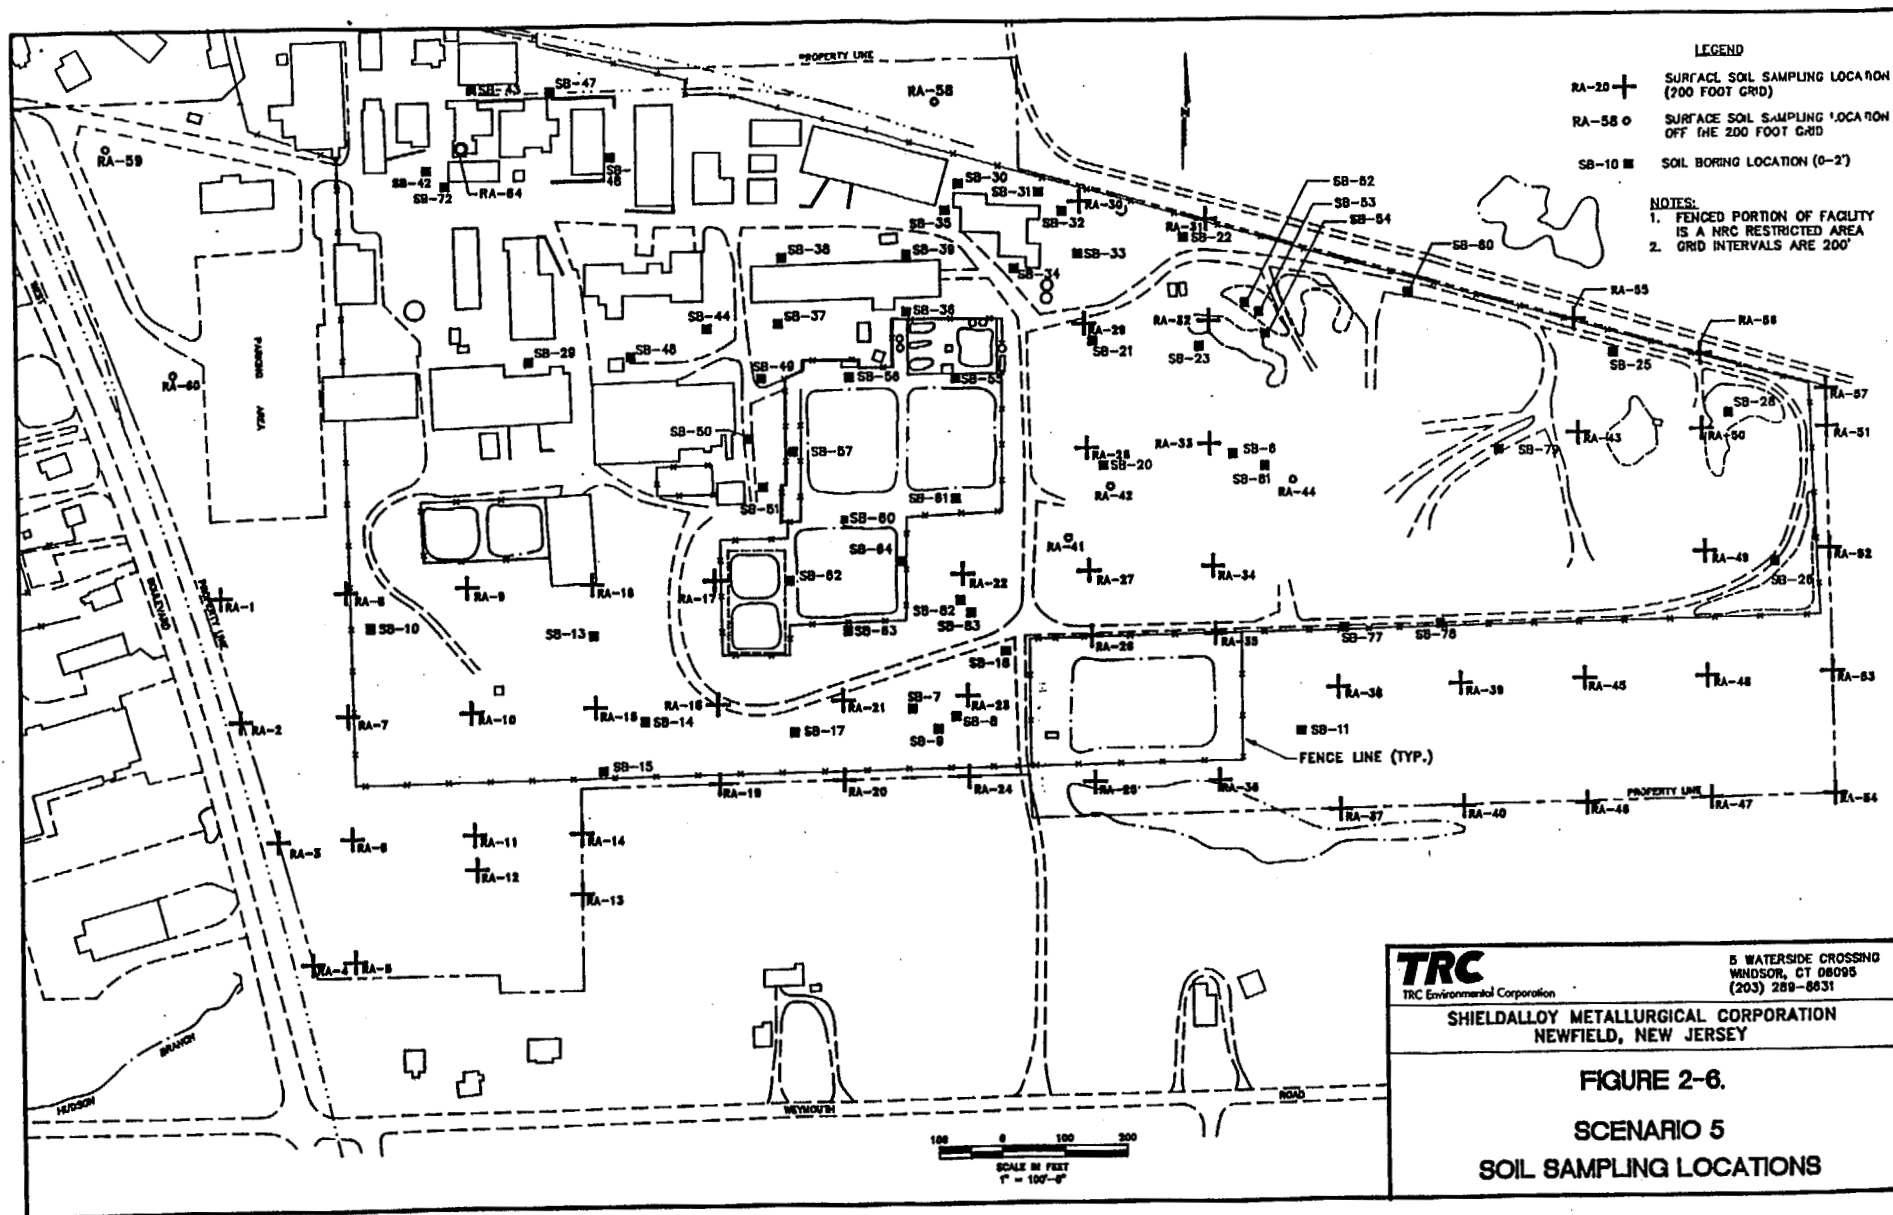 LEGEND
RA-20 SURFACE SOIL SAMPLING LOCATION
(200 FOOT GRID)
RA-58 SURFACE SOIL SAMPLING LOCATION
OFF THE 200 FOOT GRID
SB-10 SOIL BORING LOCATION (0-2')
NOTES:
1. FENCED PORTION OF FACILITY
IS A NRC RESTRICTED AREA
2. GRID INTERVALS ARE 200'
PROPERTY LINE
N
SB-43
SB-47
RA-58
RA-59
SB-42
SB-72
RA-64
SB-
SB-30
SB-31
SB-35
SB-32
RA-30
RA-31
SB-22
SB-52
SB-53
SB-54
SB-38
SB-39
SB-33
SB-34
SB-80
RA-55
RA-56
SB-44
SB-37
SB-36
RA-29
SB-21
RA-32
SB-23
SB-29
SB-48
SB-49
SB-56
SB-55
SB-25
RA-57
RA-60
PARKING AREA
SB-28
SB-50
SB-57
RA-28
SB-20
RA-42
RA-33
SB-6
SB-81
RA-44
SB-79
RA-43
RA-50
RA-51
SB-51
SB-61
SB-60
SB-64
RA-41
RA-49
RA-52
SB-26
WEST
BOULEVARD
PROPERTY LINE
RA-1
RA-8
RA-9
RA-18
RA-17
SB-62
RA-22
RA-27
RA-34
SB-10
SB-13
SB-63
SB-82
SB-83
SB-18
RA-26
RA-35
SB-77
SB-78
RA-2
RA-7
RA-10
RA-15
SB-14
RA-16
SB-17
RA-21
SB-7
SB-9
SB-8
RA-23
RA-38
RA-39
RA-45
RA-48
RA-53
SB-11
FENCE LINE (TYP.)
SB-15
RA-19
RA-20
RA-24
RA-25
RA-36
RA-37
RA-40
RA-46
PROPERTY LINE
RA-47
RA-54
RA-3
RA-6
RA-11
RA-12
RA-14
RA-13
RA-4
RA-5
HUDSON
BRANCH
WEYMOUTH
ROAD
100 0 100 200
SCALE IN FEET
1" = 100'-0"
TRC
TRC Environmental Corporation
5 WATERSIDE CROSSING
WINDSOR, CT 06095
(203) 289-8631
SHIELDALLOY METALLURGICAL CORPORATION
NEWFIELD, NEW JERSEY
FIGURE 2-6.
SCENARIO 5
SOIL SAMPLING LOCATIONS